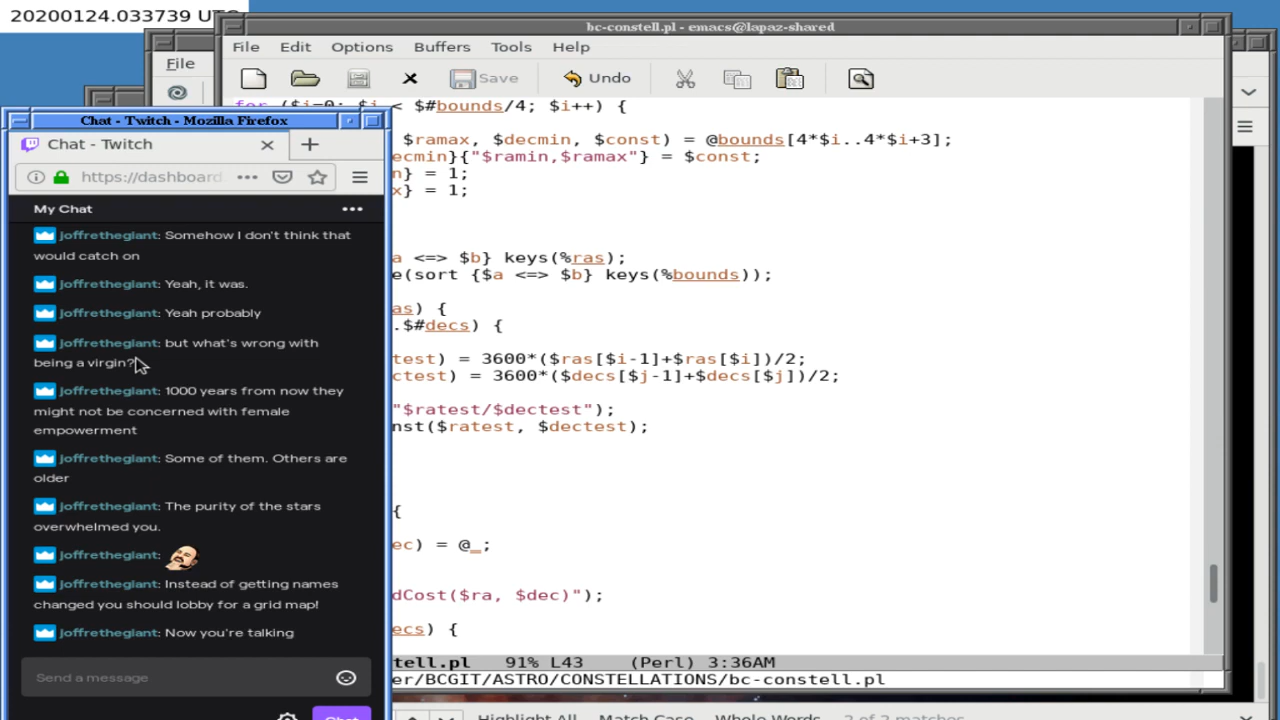 20200124.033739 UTC
bc-constell.pl - emacs@lapaz-shared
File Edit Options Buffers Tools Help
File
Save Undo
for ($i=0; $i < $#bounds/4; $i++) {
$ramax, $decmin, $const) = @bounds[4*$i..4*$i+3];
ecmin}{"$ramin,$ramax"} = $const;
n} = 1;
x} = 1;
a <=> $b} keys(%ras);
e(sort {$a <=> $b} keys(%bounds));
as) {
.$#decs) {
test) = 3600*($ras[$i-1]+$ras[$i])/2;
ctest) = 3600*($decs[$j-1]+$decs[$j])/2;
"$ratest/$dectest");
nst($ratest, $dectest);
{
ec) = @_;
dCost($ra, $dec)");
ecs) {
tell.pl 91% L43 (Perl) 3:36AM
er/BCGIT/ASTRO/CONSTELLATIONS/bc-constell.pl
Highlight All Match Case Whole Words 2 of 2 matches
Chat - Twitch - Mozilla Firefox
Chat - Twitch
https://dashboard.
My Chat
Joffrethegiant: Somehow I don't think that
would catch on
Joffrethegiant: Yeah, it was.
Joffrethegiant: Yeah probably
Joffrethegiant: but what's wrong with
being a virgin?
Joffrethegiant: 1000 years from now they
might not be concerned with female
empowerment
Joffrethegiant: Some of them. Others are
older
Joffrethegiant: The purity of the stars
overwhelmed you.
Joffrethegiant:
Joffrethegiant: Instead of getting names
changed you should lobby for a grid map!
Joffrethegiant: Now you're talking
Send a message
Chat